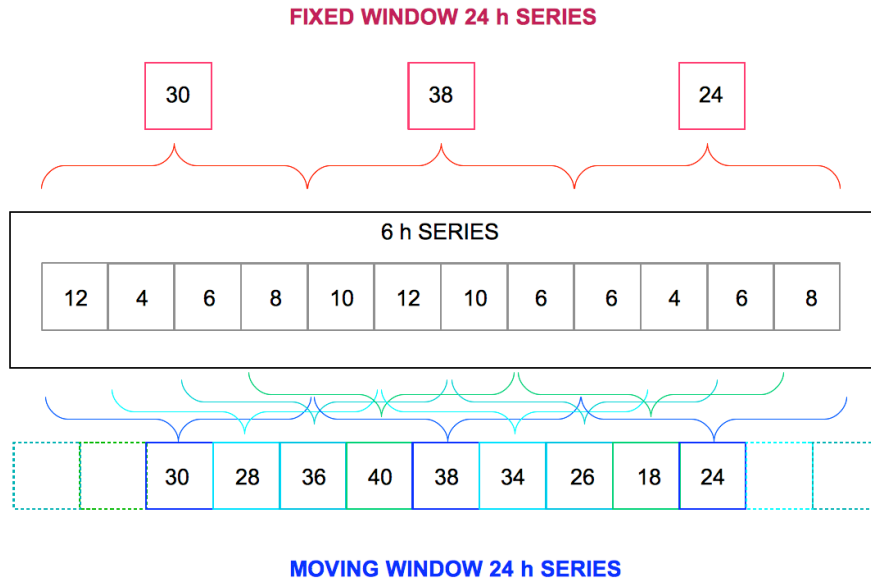 FIXED WINDOW 24 h SERIES
30 38 24
6 h SERIES
12 4 6 8 10 12 10 6 6 4 6 8
30 28 36 40 38 34 26 18 24
MOVING WINDOW 24 h SERIES